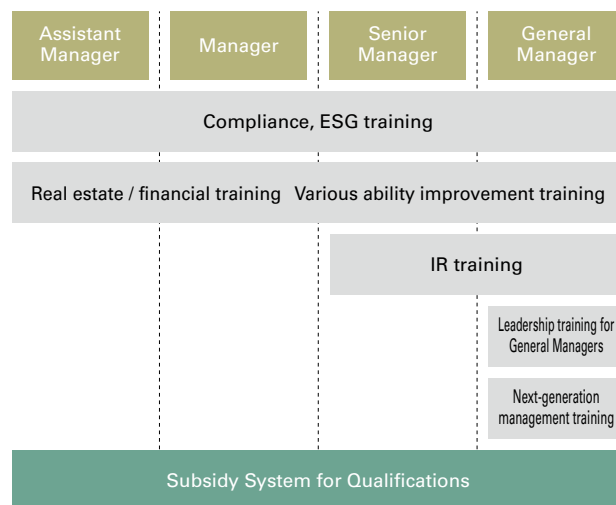 Assistant
Manager
Manager
Senior
Manager
General
Manager
Compliance, ESG training
Real estate / financial training Various ability improvement training
IR training
Leadership training for
General Managers
Next-generation
management training
Subsidy System for Qualifications